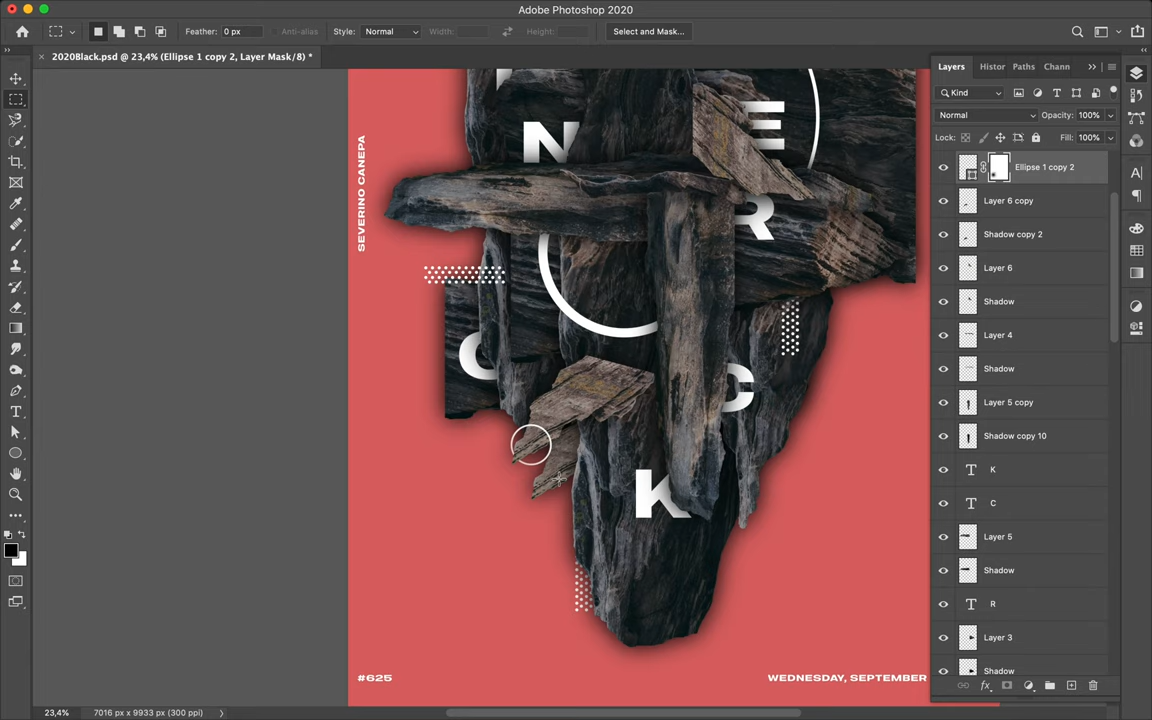 Adobe Photoshop 2020
Feather: 0 px
Anti-alias
Style: Normal
Width:
Height:
Select and Mask...
2020Black.psd @ 23,4% (Ellipse 1 copy 2, Layer Mask/8) *
Layers Histor Paths Chann
Kind
Normal
Opacity: 100%
Lock:
Fill: 100%
Ellipse 1 copy 2
Layer 6 copy
Shadow copy 2
Layer 6
Shadow
Layer 4
Shadow
Layer 5 copy
Shadow copy 10
K
C
Layer 5
Shadow
R
Layer 3
Shadow
SEVERINO CANEPA
N
E
R
C
K
#625
WEDNESDAY, SEPTEMBER
23,4%
7016 px x 9933 px (300 ppi)